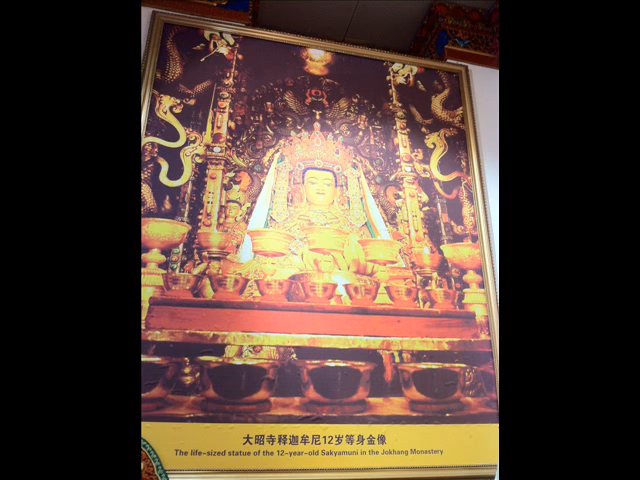 大昭寺释迦牟尼12岁等身金像
The life-sized statue of the 12-year-old Sakyamuni in the Jokhang Monastery